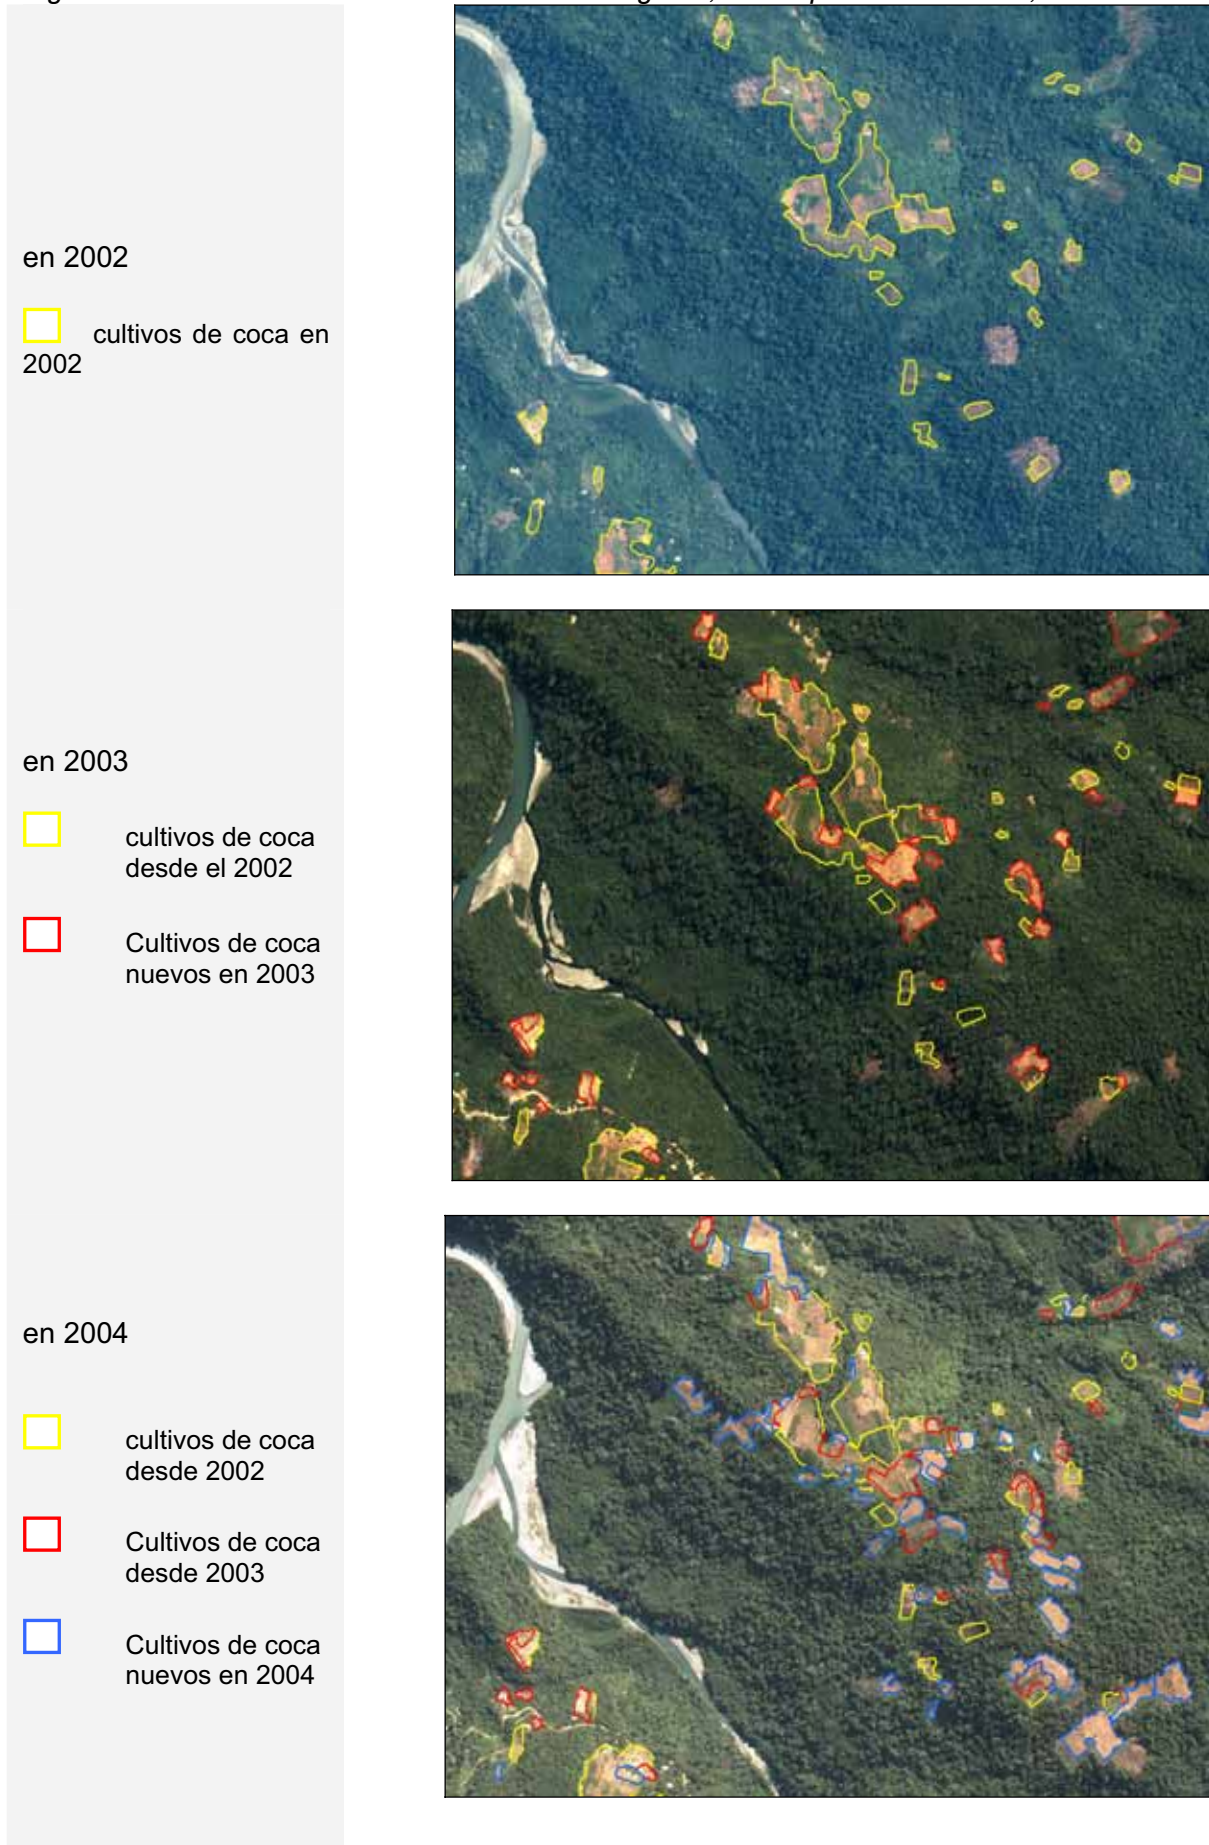 en 2002
cultivos de coca en
2002
en 2003
cultivos de coca
desde el 2002
Cultivos de coca
nuevos en 2003
en 2004
cultivos de coca
desde 2002
Cultivos de coca
desde 2003
Cultivos de coca
nuevos en 2004